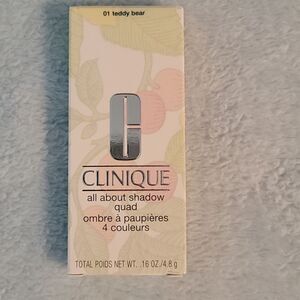 01 teddy bear
CLINIQUE
all about shadow
quad
ombre à paupières
4 couleurs
TOTAL POIDS NET WT. .16 OZ./4.8 g